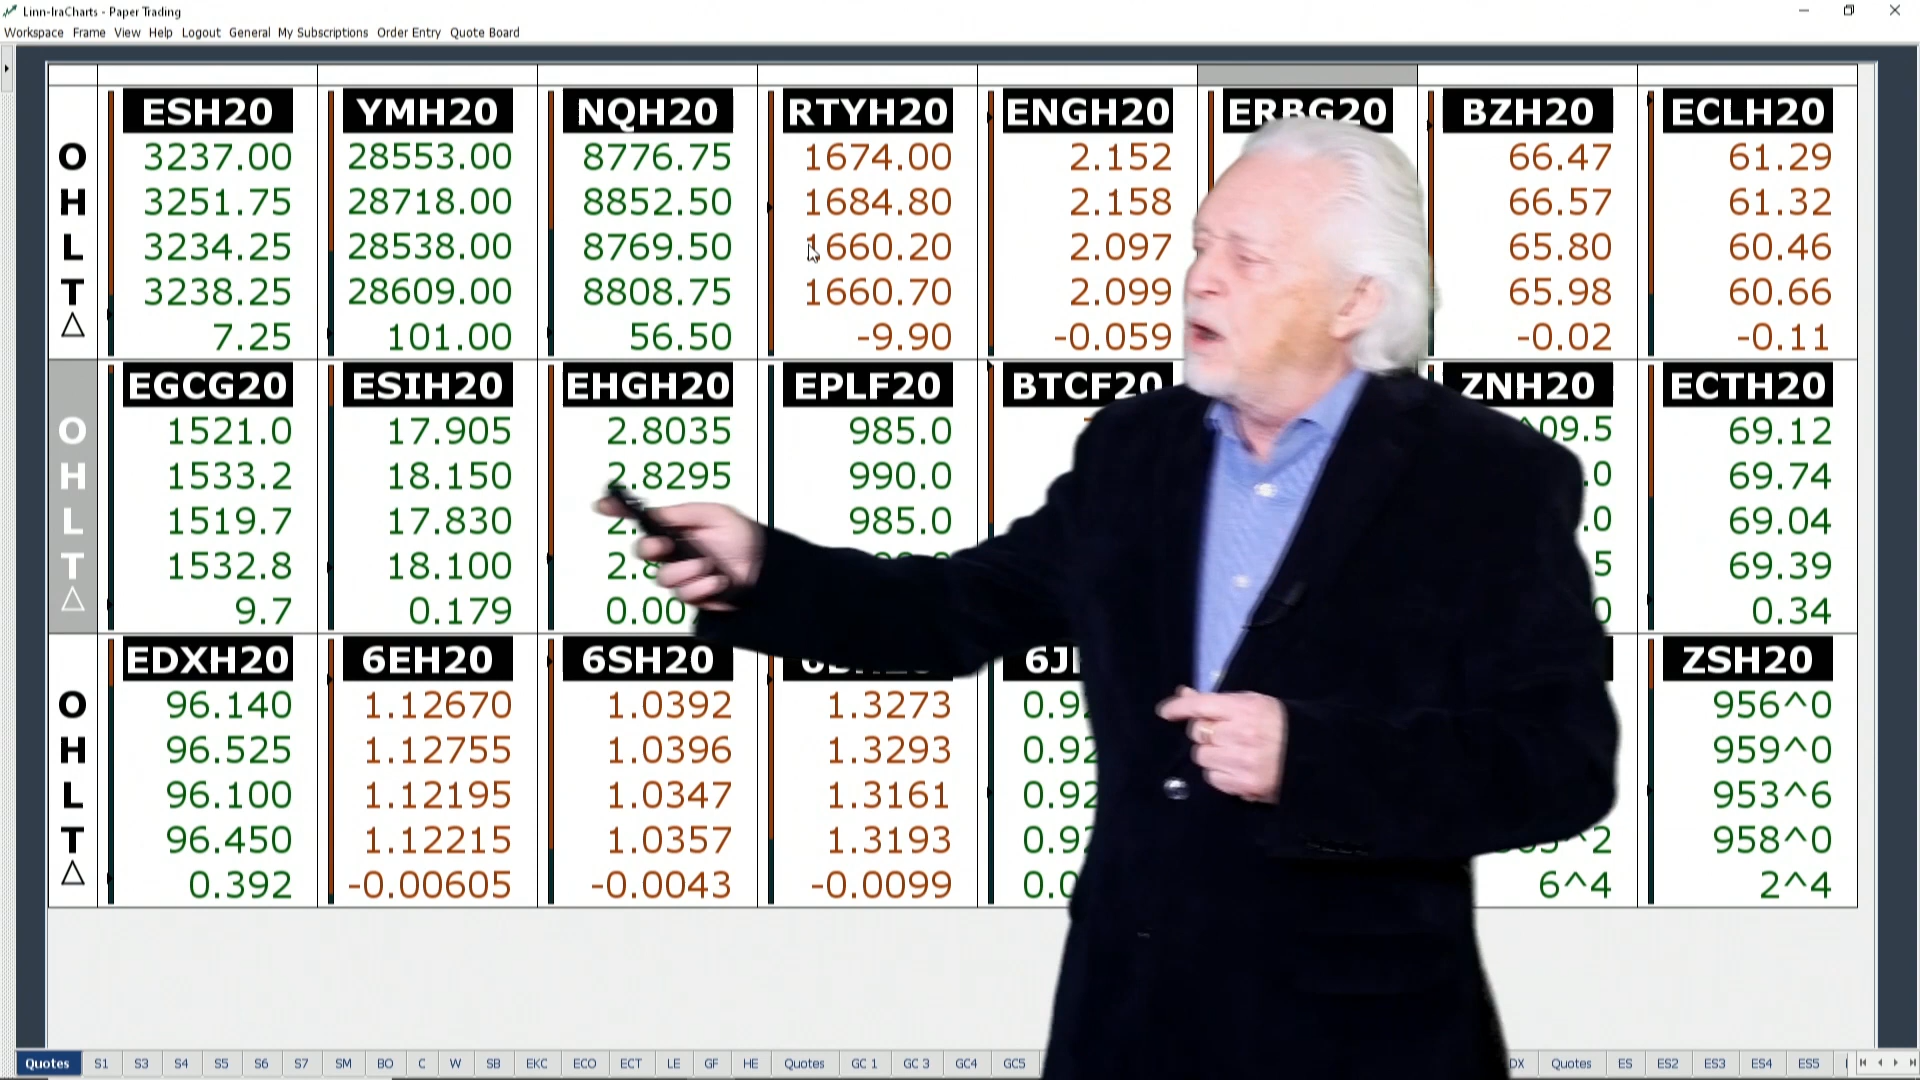 Linn-IraCharts - Paper Trading
Workspace Frame View Help Logout General My Subscriptions Order Entry Quote Board
ESH20 YMH20 NQH20 RTYH20 ENGH20 ERBG20 BZH20 ECLH20
O 3237.00 28553.00 8776.75 1674.00 2.152 66.47 61.29
H 3251.75 28718.00 8852.50 1684.80 2.158 66.57 61.32
L 3234.25 28538.00 8769.50 1660.20 2.097 65.80 60.46
T 3238.25 28609.00 8808.75 1660.70 2.099 65.98 60.66
△ 7.25 101.00 56.50 -9.90 -0.059 -0.02 -0.11
EGCG20 ESIH20 EHGH20 EPLF20 BTCF20 ZNH20 ECTH20
O 1521.0 17.905 2.8035 985.0 69.12
H 1533.2 18.150 2.8295 990.0 69.74
L 1519.7 17.830 985.0 69.04
T 1532.8 18.100 69.39
△ 9.7 0.179 0.34
EDXH20 6EH20 6SH20 ZSH20
O 96.140 1.12670 1.0392 1.3273 956^0
H 96.525 1.12755 1.0396 1.3293 959^0
L 96.100 1.12195 1.0347 1.3161 953^6
T 96.450 1.12215 1.0357 1.3193 958^0
△ 0.392 -0.00605 -0.0043 -0.0099 6^4 2^4
Quotes S1 S3 S4 S5 S6 S7 SM BO C W SB EKC ECO ECT LE GF HE Quotes GC 1 GC 3 GC4 GC5 DX Quotes ES ES2 ES3 ES4 ES5